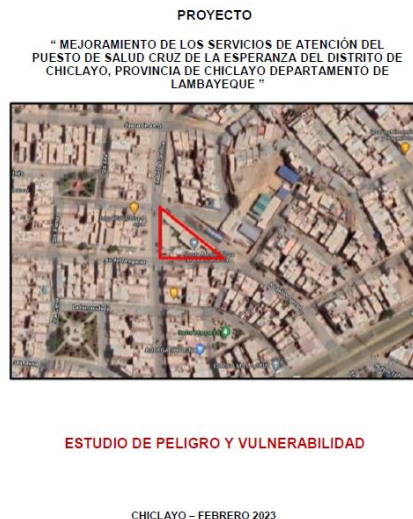 PROYECTO
“ MEJORAMIENTO DE LOS SERVICIOS DE ATENCIÓN DEL
PUESTO DE SALUD CRUZ DE LA ESPERANZA DEL DISTRITO DE
CHICLAYO, PROVINCIA DE CHICLAYO DEPARTAMENTO DE
LAMBAYEQUE ”
ESTUDIO DE PELIGRO Y VULNERABILIDAD
CHICLAYO – FEBRERO 2023